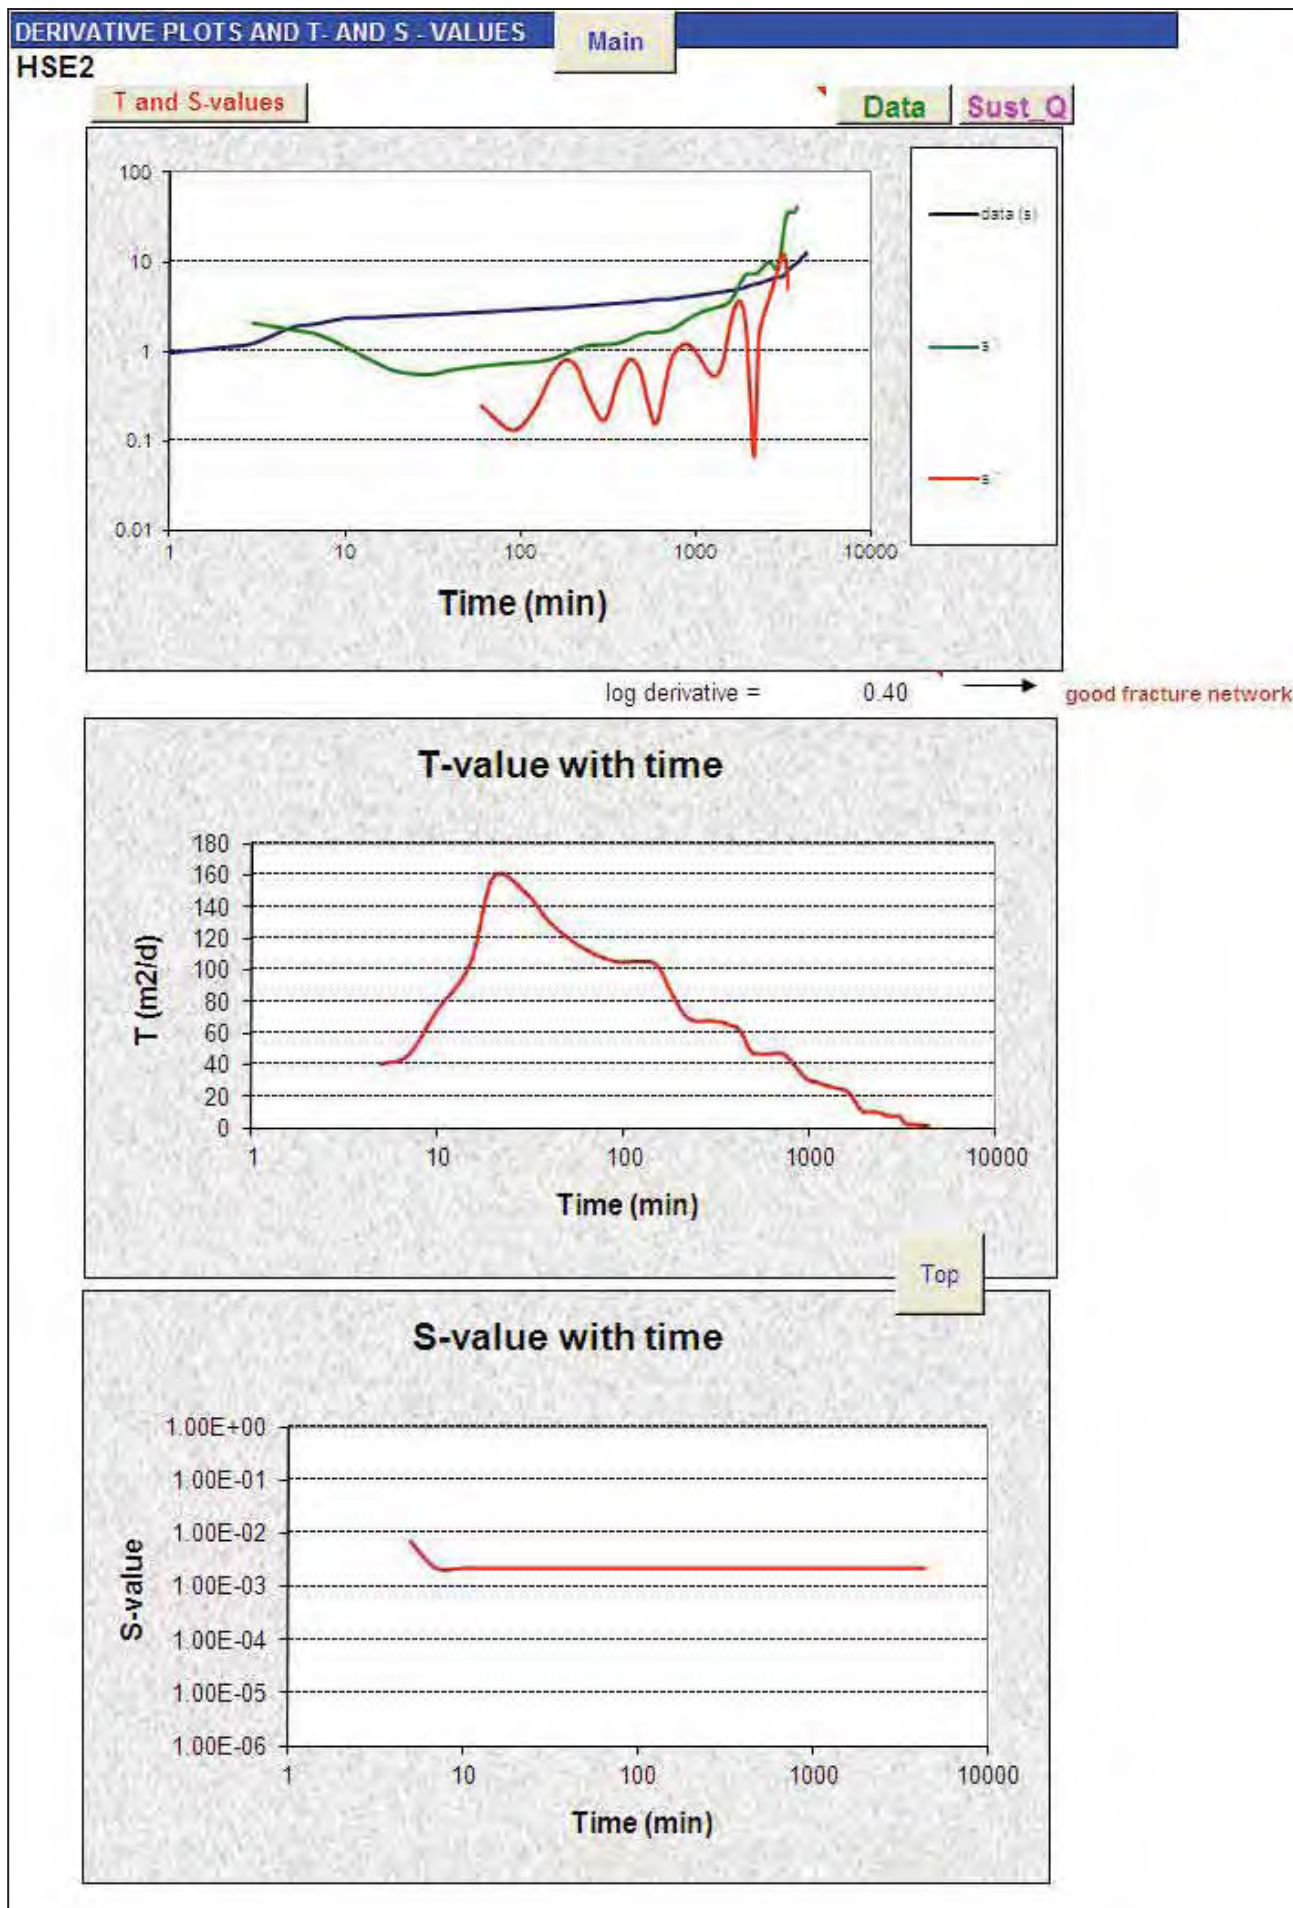 DERIVATIVE PLOTS AND T- AND S - VALUES
Main
HSE2
T and S-values
Data
Sust_Q
100
10
1
0.1
0.01
1
10
100
1000
10000
Time (min)
data (s)
s'
s''
log derivative =
0.40
good fracture network
T-value with time
180
160
140
120
100
80
60
40
20
0
T (m2/d)
1
10
100
1000
10000
Time (min)
Top
S-value with time
1.00E+00
1.00E-01
1.00E-02
1.00E-03
1.00E-04
1.00E-05
1.00E-06
S-value
1
10
100
1000
10000
Time (min)